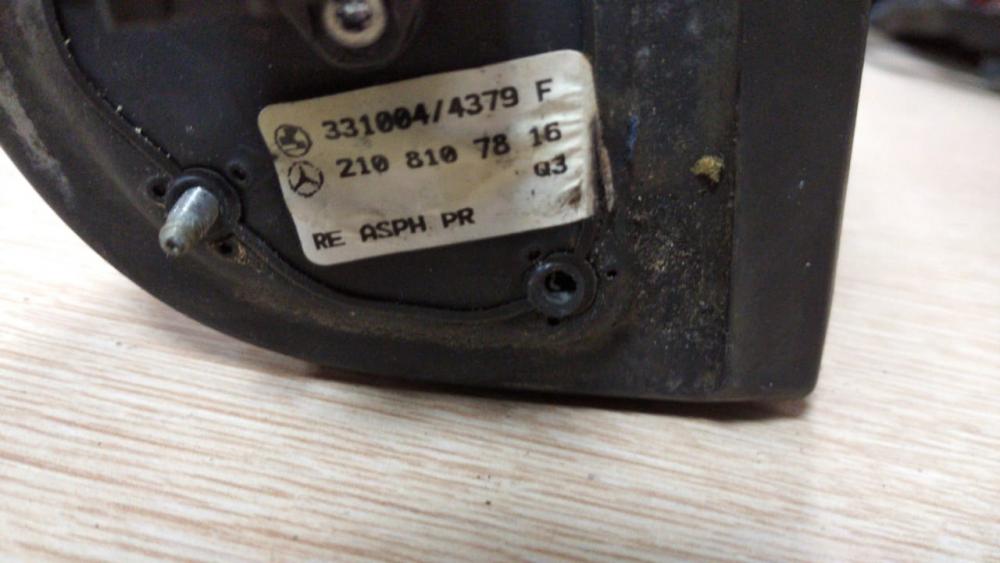 331004/4379 F
210 810 78 16
Q3
RE ASPH PR